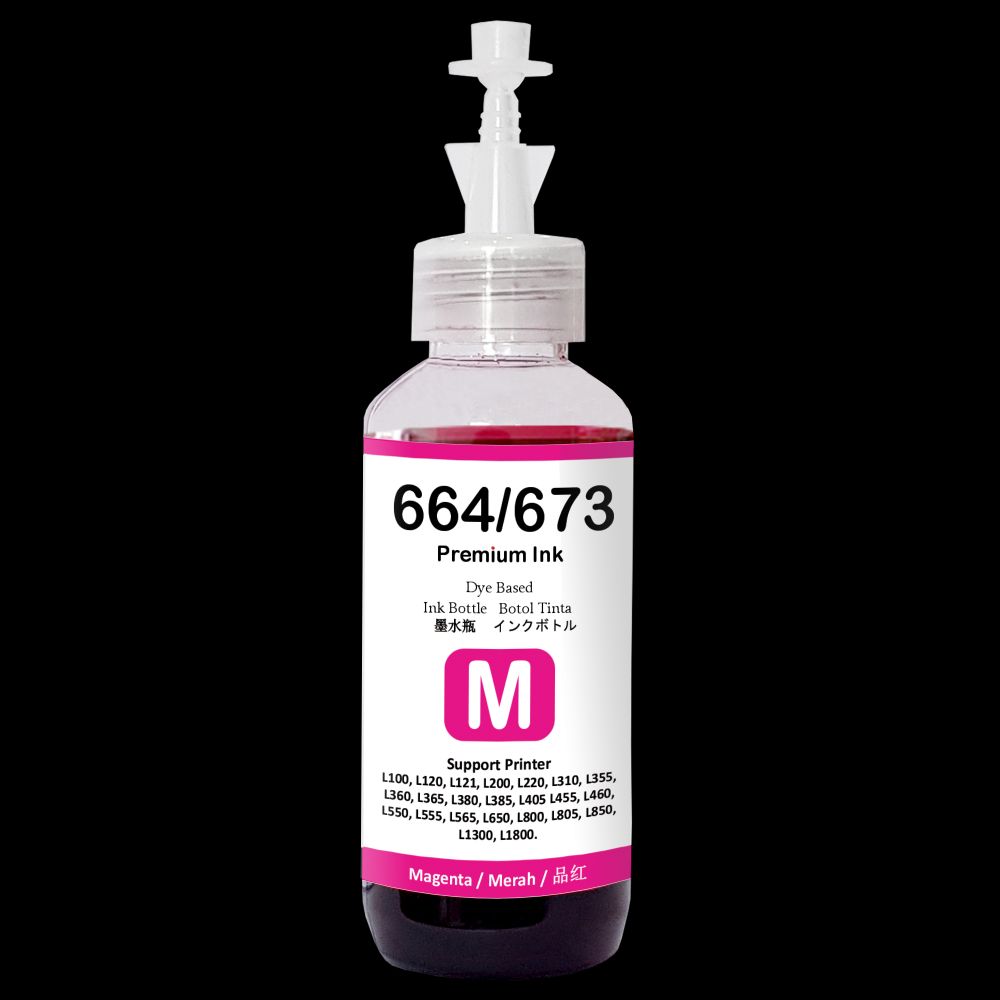 664/673
Premium Ink
Dye Based
Ink Bottle Botol Tinta
墨水瓶 インクボトル
M
Support Printer
L100, L120, L121, L200, L220, L310, L355,
L360, L365, L380, L385, L405 L455, L460,
L550, L555, L565, L650, L800, L805, L850,
L1300, L1800.
Magenta / Merah / 品红